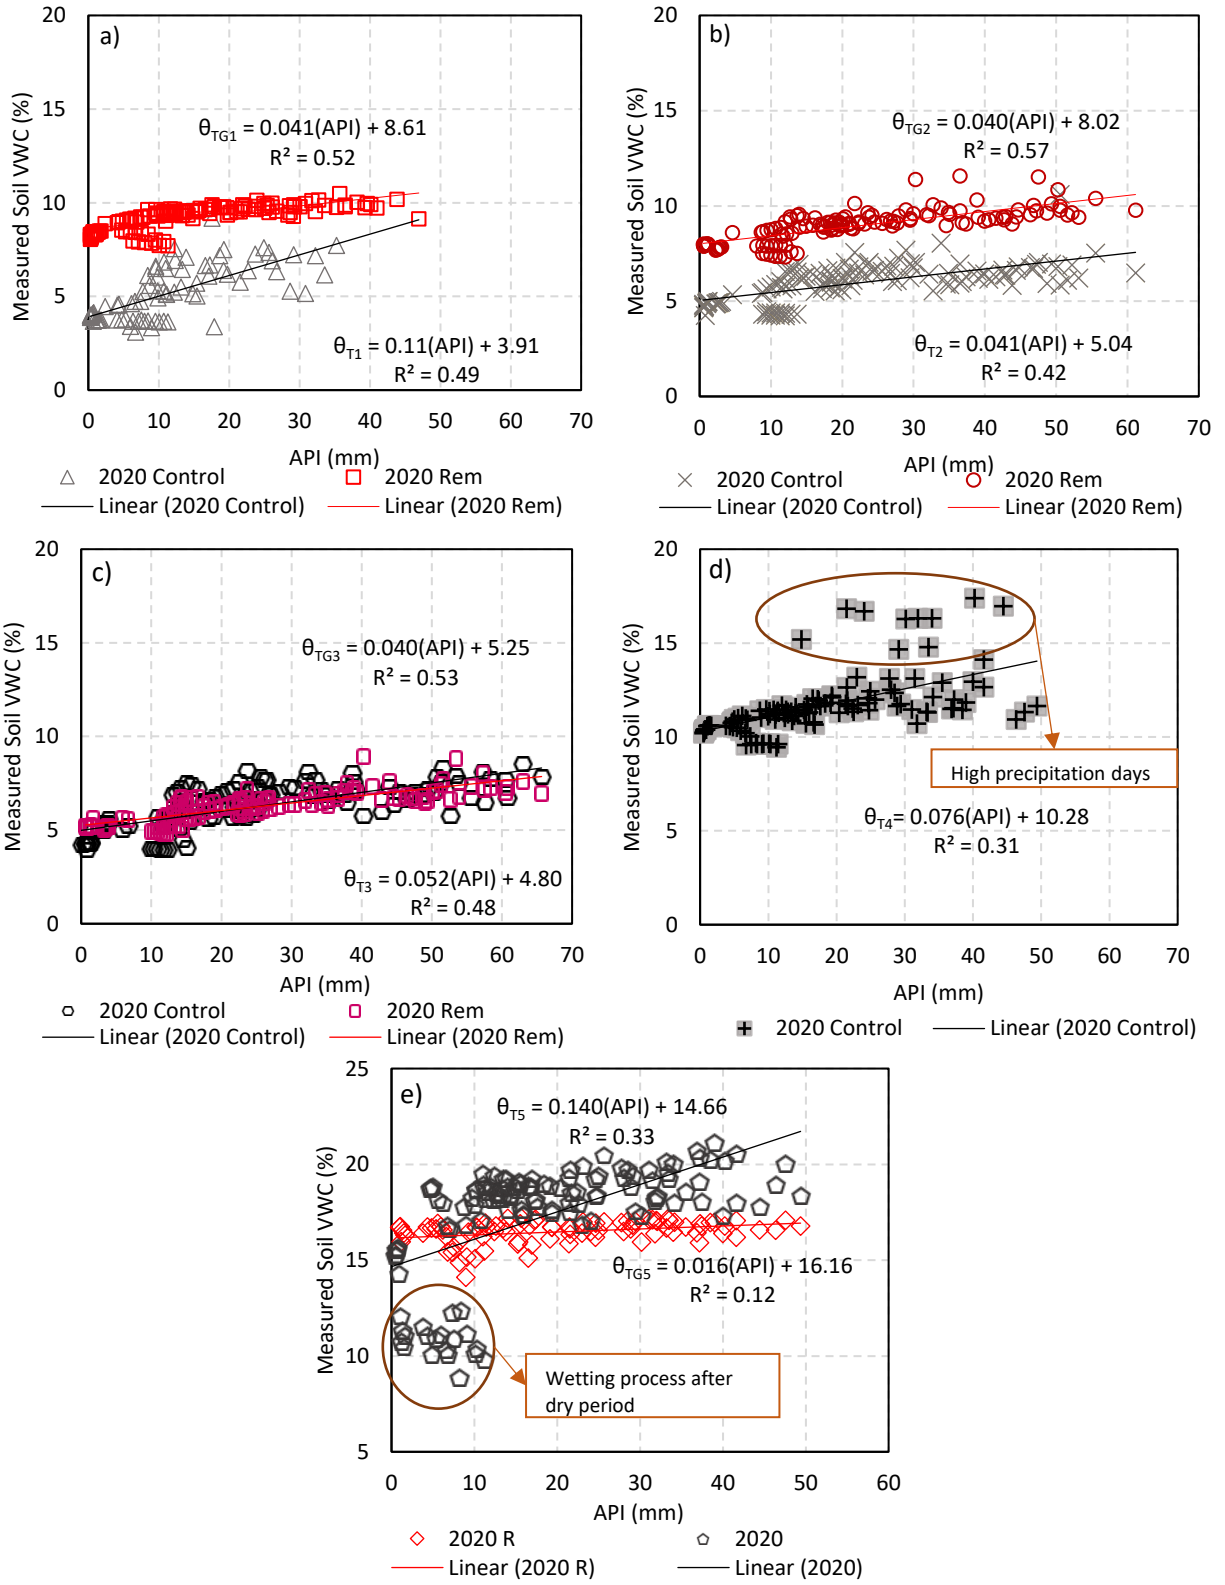 a)
Measured Soil VWC (%)
20
15
10
5
0
θTG1 = 0.041(API) + 8.61
R² = 0.52
θT1 = 0.11(API) + 3.91
R² = 0.49
0 10 20 30 40 50 60 70
API (mm)
2020 Control 2020 Rem
Linear (2020 Control) Linear (2020 Rem)
b)
Measured Soil VWC (%)
20
15
10
5
0
θTG2 = 0.040(API) + 8.02
R² = 0.57
θT2 = 0.041(API) + 5.04
R² = 0.42
0 10 20 30 40 50 60 70
API (mm)
2020 Control 2020 Rem
Linear (2020 Control) Linear (2020 Rem)
c)
Measured Soil VWC (%)
20
15
10
5
0
θTG3 = 0.040(API) + 5.25
R² = 0.53
θT3 = 0.052(API) + 4.80
R² = 0.48
0 10 20 30 40 50 60 70
API (mm)
2020 Control 2020 Rem
Linear (2020 Control) Linear (2020 Rem)
d)
Measured Soil VWC (%)
20
15
10
5
0
High precipitation days
θT4= 0.076(API) + 10.28
R² = 0.31
0 10 20 30 40 50 60 70
API (mm)
2020 Control Linear (2020 Control)
e)
Measured Soil VWC (%)
25
20
15
10
5
θT5 = 0.140(API) + 14.66
R² = 0.33
θTG5 = 0.016(API) + 16.16
R² = 0.12
Wetting process after
dry period
0 10 20 30 40 50 60
API (mm)
2020 R 2020
Linear (2020 R) Linear (2020)